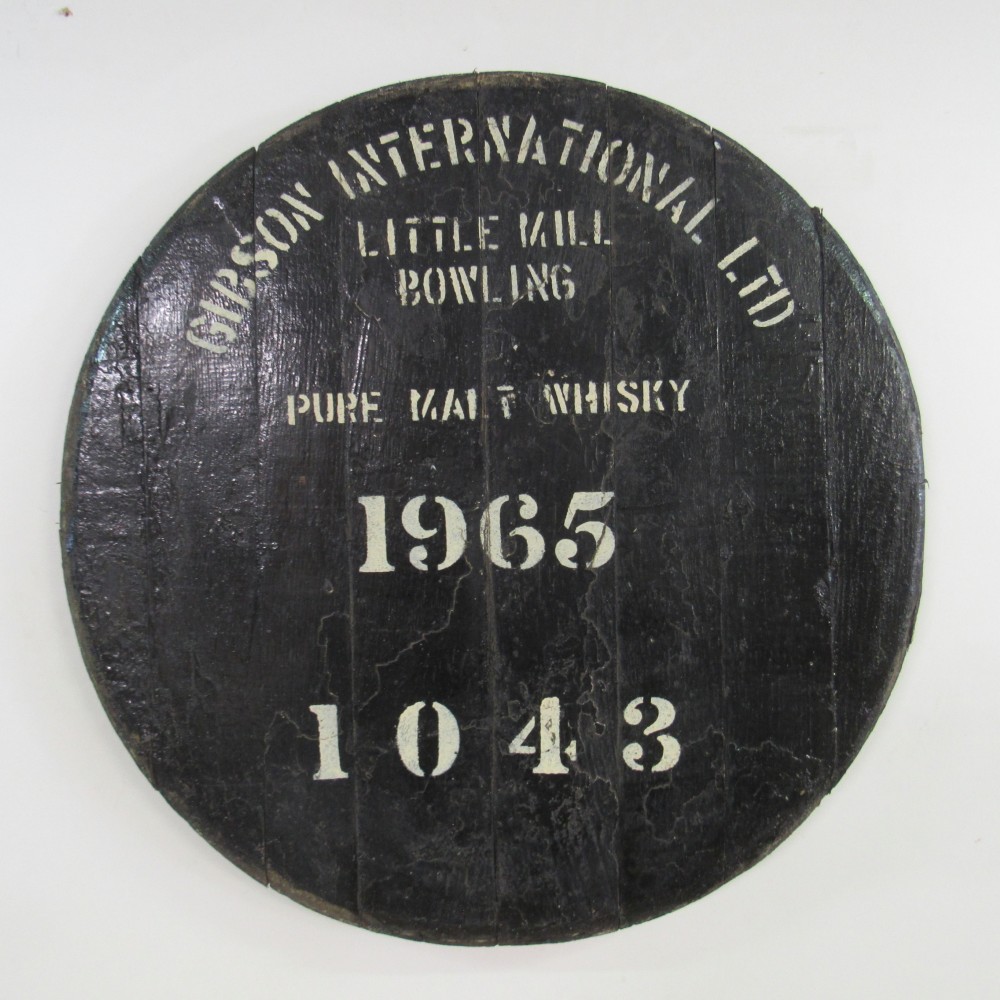 GIBSON INTERNATIONAL LTD
LITTLE MILL
BOWLING
PURE MALT WHISKY
1965
1043